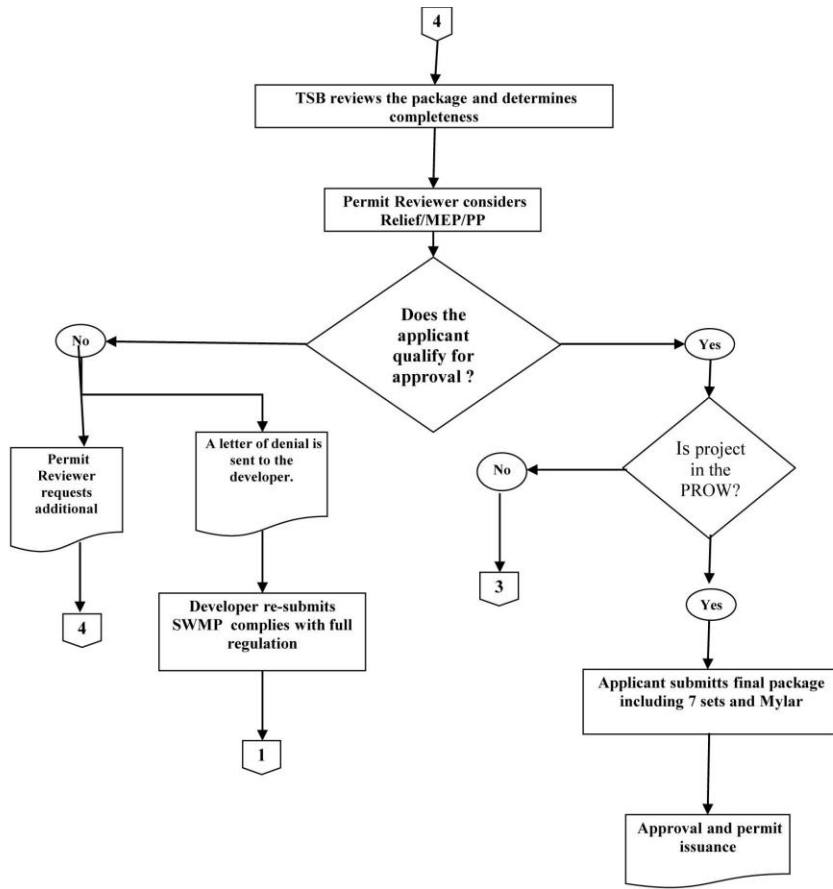 4
TSB reviews the package and determines
completeness
Permit Reviewer considers
Relief/MEP/PP
Does the
applicant
qualify for
approval ?
No
Yes
A letter of denial is
sent to the
developer.
Permit
Reviewer
requests
additional
Is project
in the
PROW?
No
4
3
Developer re-submits
SWMP complies with full
regulation
Yes
1
Applicant submits final package
including 7 sets and Mylar
Approval and permit
issuance